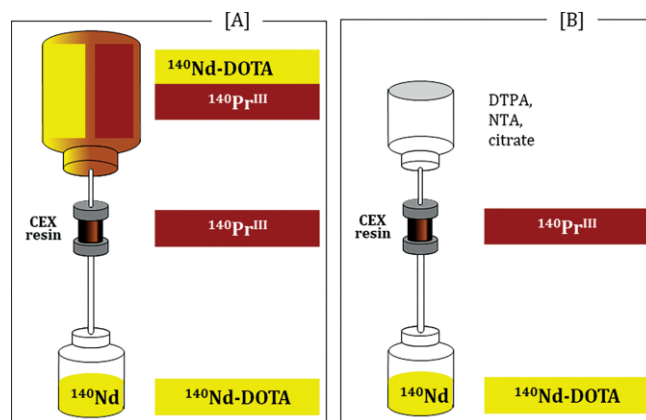 [A]
¹⁴⁰Nd-DOTA
¹⁴⁰Prᴵᴵᴵ
CEX
resin
¹⁴⁰Prᴵᴵᴵ
¹⁴⁰Nd
¹⁴⁰Nd-DOTA
[B]
DTPA,
NTA,
citrate
CEX
resin
¹⁴⁰Prᴵᴵᴵ
¹⁴⁰Nd
¹⁴⁰Nd-DOTA